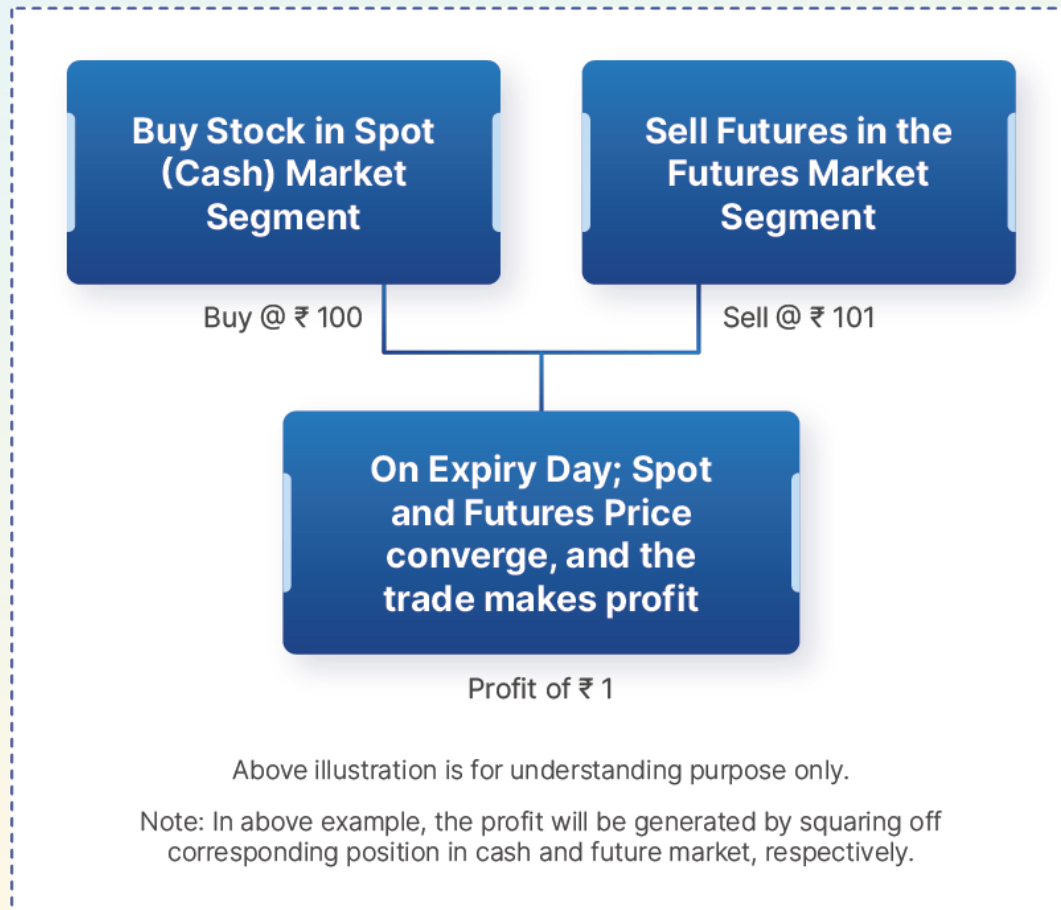 Buy Stock in Spot
(Cash) Market
Segment
Sell Futures in the
Futures Market
Segment
Buy @ ₹ 100
Sell @ ₹ 101
On Expiry Day; Spot
and Futures Price
converge, and the
trade makes profit
Profit of ₹ 1
Above illustration is for understanding purpose only.
Note: In above example, the profit will be generated by squaring off
corresponding position in cash and future market, respectively.